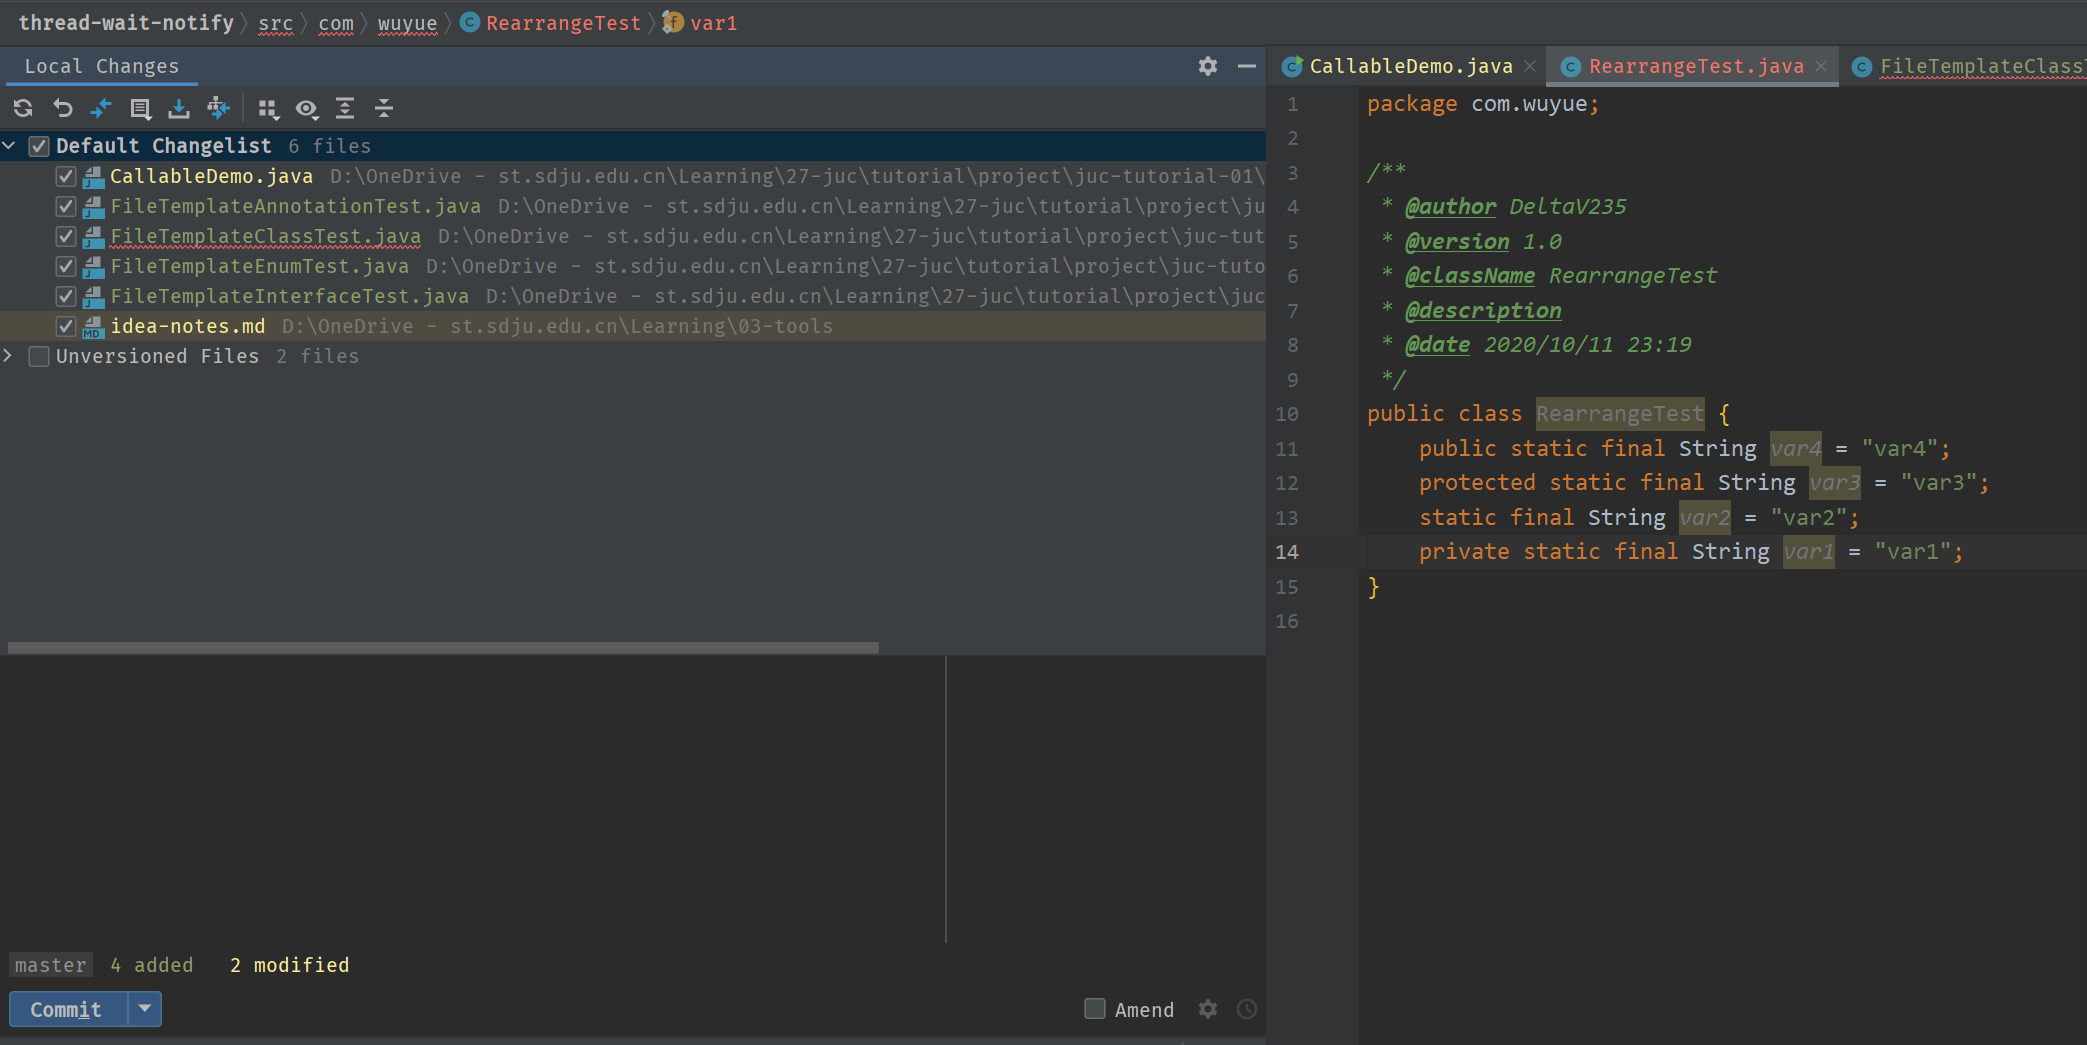 thread-wait-notify src com wuyue RearrangeTest var1
Local Changes
Default Changelist 6 files
CallableDemo.java D:\OneDrive - st.sdju.edu.cn\Learning\27-juc\tutorial\project\juc-tutorial-01\
FileTemplateAnnotationTest.java D:\OneDrive - st.sdju.edu.cn\Learning\27-juc\tutorial\project\ju
FileTemplateClassTest.java D:\OneDrive - st.sdju.edu.cn\Learning\27-juc\tutorial\project\juc-tut
FileTemplateEnumTest.java D:\OneDrive - st.sdju.edu.cn\Learning\27-juc\tutorial\project\juc-tuto
FileTemplateInterfaceTest.java D:\OneDrive - st.sdju.edu.cn\Learning\27-juc\tutorial\project\juc
idea-notes.md D:\OneDrive - st.sdju.edu.cn\Learning\03-tools
Unversioned Files 2 files
master 4 added 2 modified
Commit Amend
CallableDemo.java RearrangeTest.java FileTemplateClass
1 package com.wuyue;
2
3 /**
4 * @author DeltaV235
5 * @version 1.0
6 * @className RearrangeTest
7 * @description
8 * @date 2020/10/11 23:19
9 */
10 public class RearrangeTest {
11 public static final String var4 = "var4";
12 protected static final String var3 = "var3";
13 static final String var2 = "var2";
14 private static final String var1 = "var1";
15 }
16